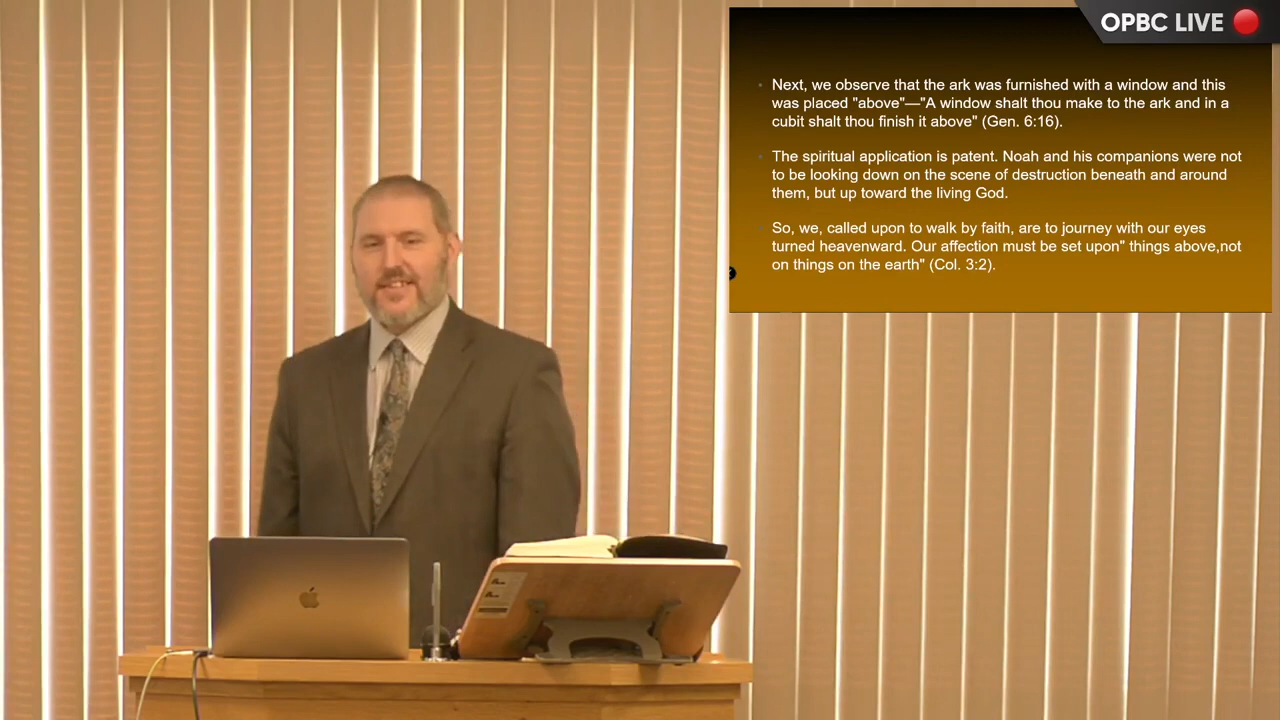 OPBC LIVE
Next, we observe that the ark was furnished with a window and this
was placed "above"—"A window shalt thou make to the ark and in a
cubit shalt thou finish it above" (Gen. 6:16).
The spiritual application is patent. Noah and his companions were not
to be looking down on the scene of destruction beneath and around
them, but up toward the living God.
So, we, called upon to walk by faith, are to journey with our eyes
turned heavenward. Our affection must be set upon" things above,not
on things on the earth" (Col. 3:2).